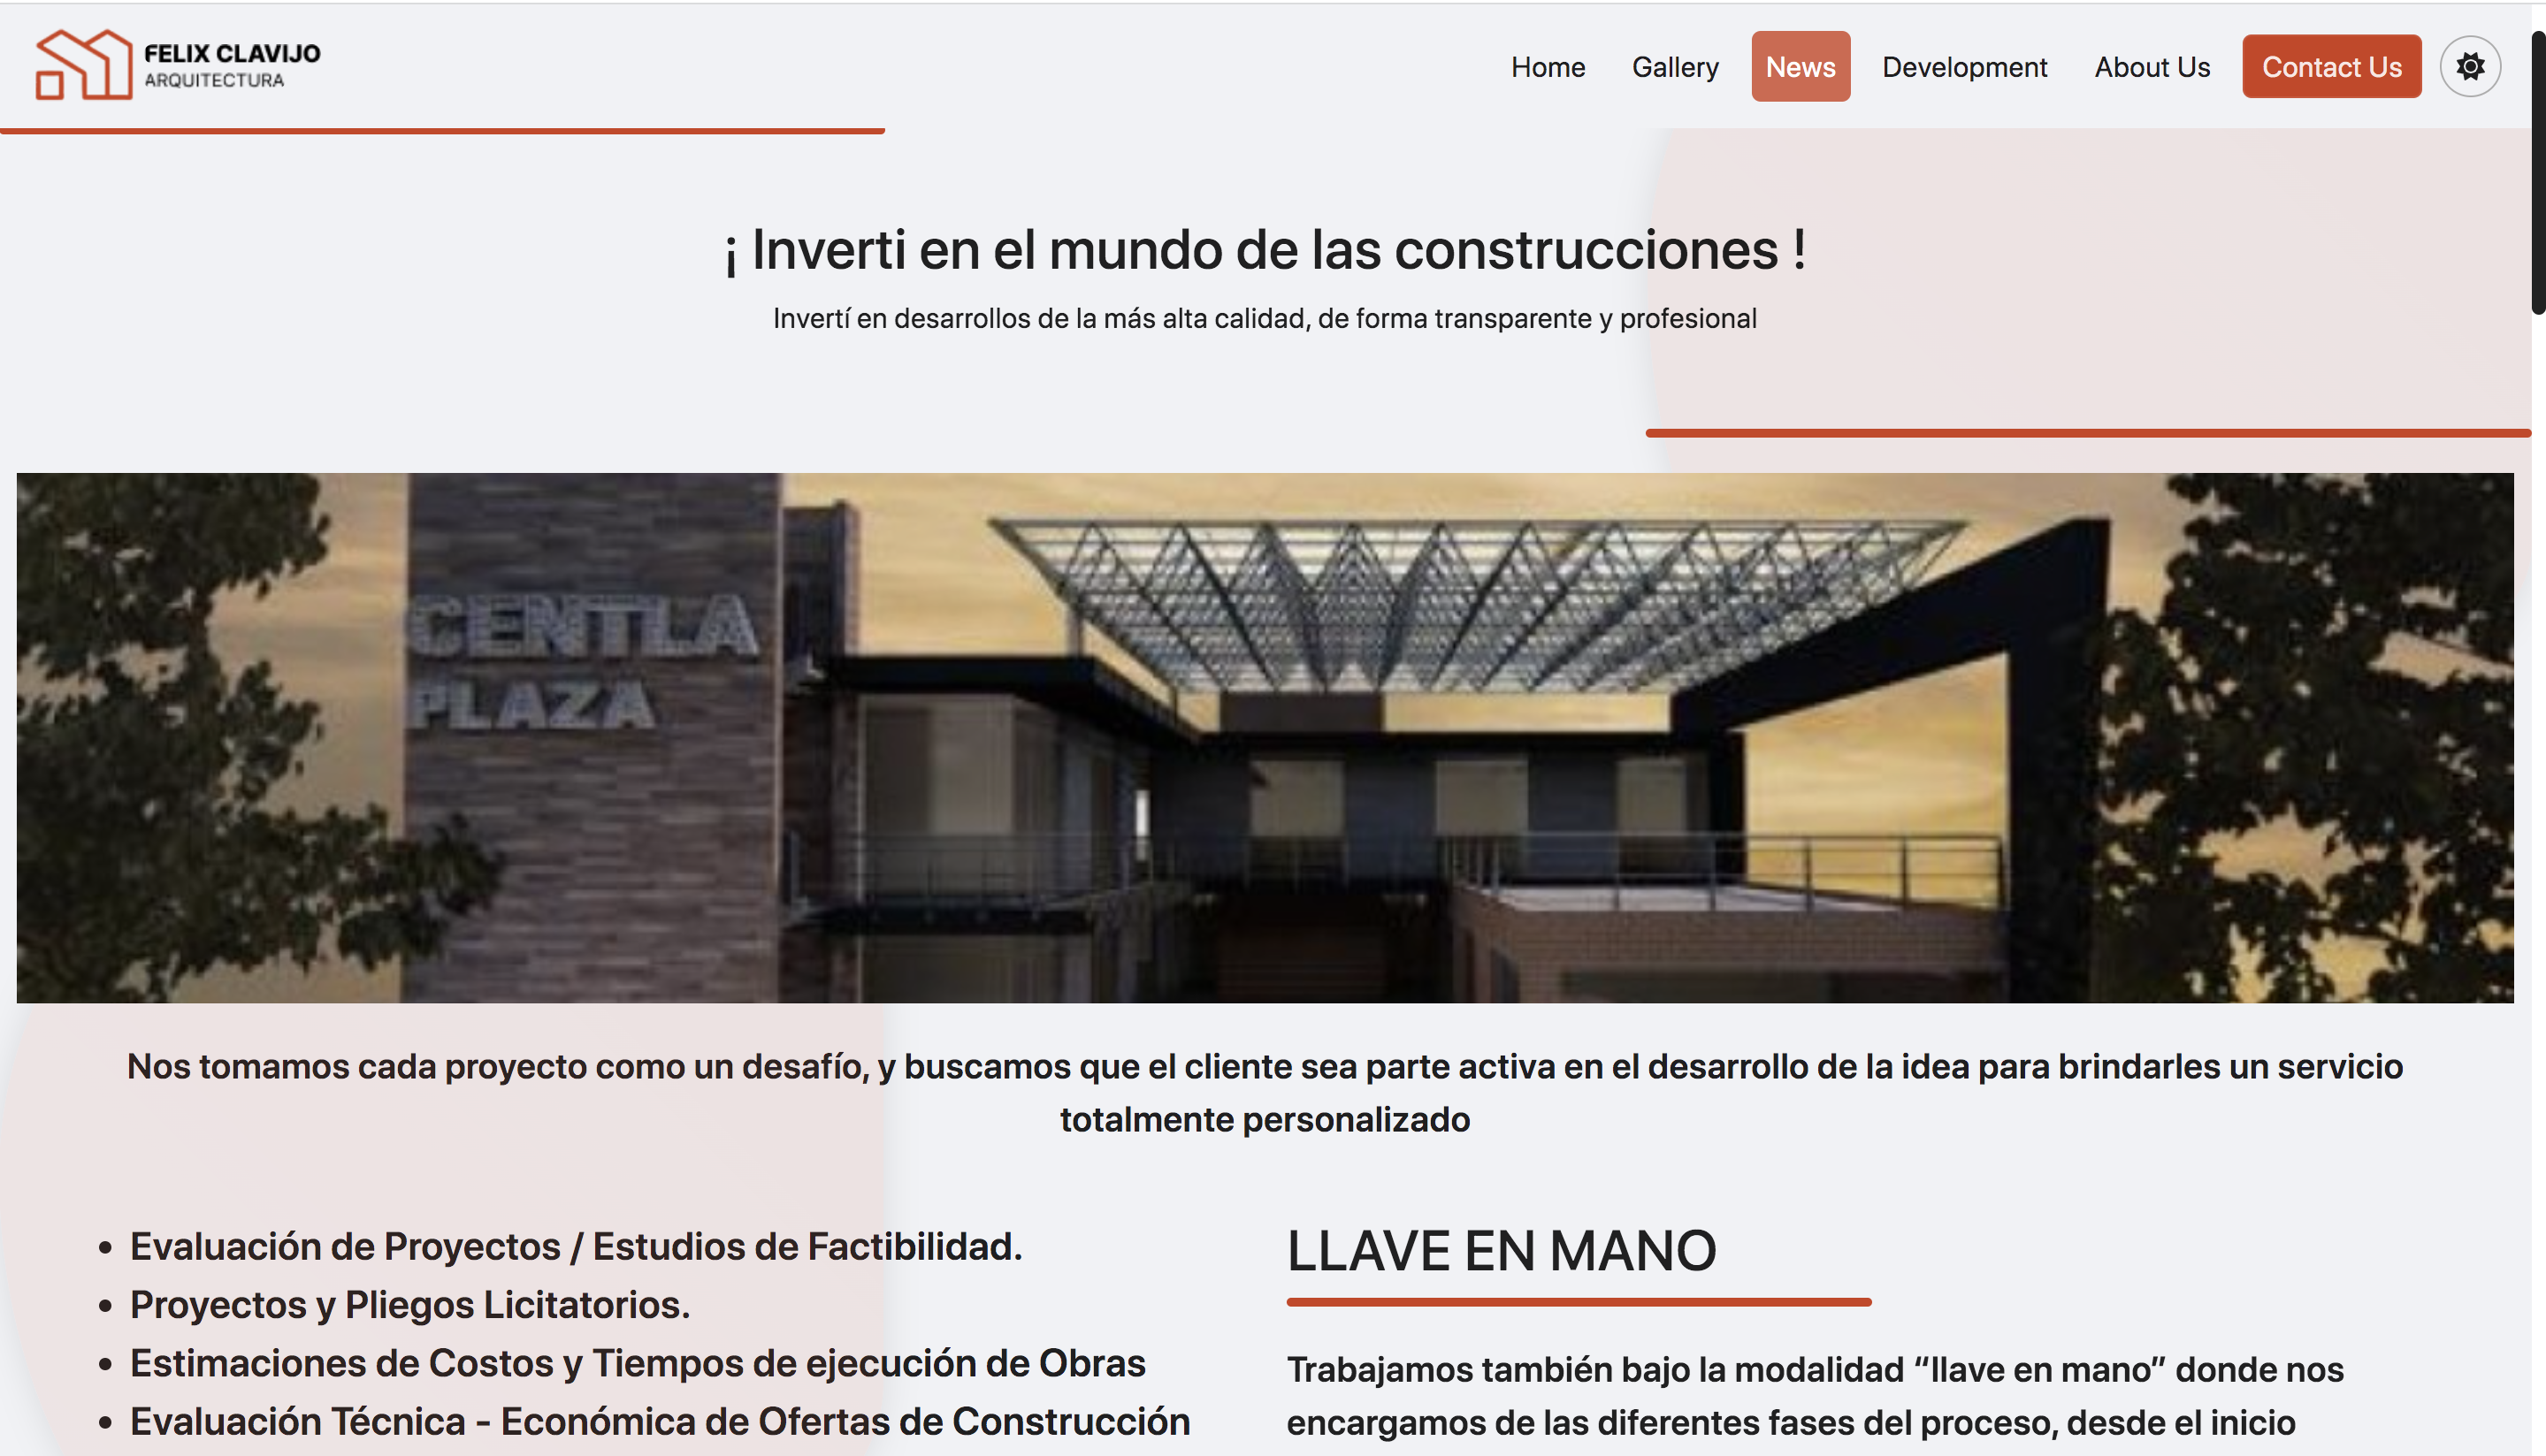 FELIX CLAVIJO
ARQUITECTURA
Home Gallery News Development About Us Contact Us
¡ Inverti en el mundo de las construcciones !
Invertí en desarrollos de la más alta calidad, de forma transparente y profesional
CENTLA
PLAZA
Nos tomamos cada proyecto como un desafío, y buscamos que el cliente sea parte activa en el desarrollo de la idea para brindarles un servicio
totalmente personalizado
• Evaluación de Proyectos / Estudios de Factibilidad.
• Proyectos y Pliegos Licitatorios.
• Estimaciones de Costos y Tiempos de ejecución de Obras
• Evaluación Técnica - Económica de Ofertas de Construcción
LLAVE EN MANO
Trabajamos también bajo la modalidad “llave en mano” donde nos
encargamos de las diferentes fases del proceso, desde el inicio